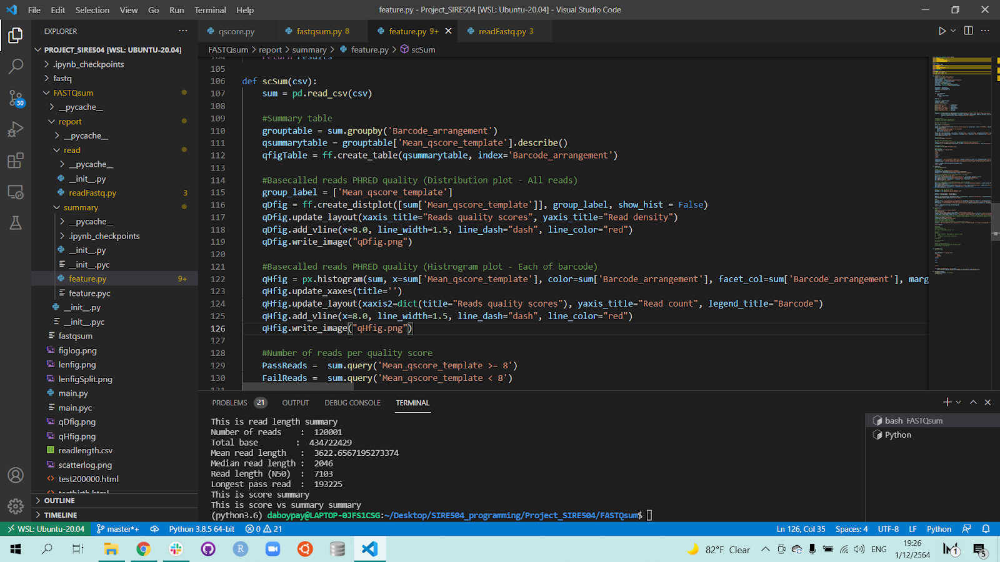 File Edit Selection View Go Run Terminal Help
feature.py - Project_SIRE504 [WSL: Ubuntu-20.04] - Visual Studio Code
EXPLORER
PROJECT_SIRE504 [WSL: UBUNTU-20.04]
.ipynb_checkpoints
fastq
FASTQsum
__pycache__
report
__pycache__
read
__pycache__
__init__.py
readFastq.py 3
summary
__pycache__
.ipynb_checkpoints
__init__.py
__init__.pyc
feature.py 9+
feature.pyc
__init__.py
__init__.pyc
fastqsum
figlog.png
lenfig.png
lenfigSplit.png
main.py
main.pyc
qDfig.png
qHfig.png
readlength.csv
scatterlog.png
test200000.html
testbirth.html
OUTLINE
TIMELINE
30
qscore.py
fastqsum.py 8
feature.py 9+
readFastq.py 3
FASTQsum > report > summary > feature.py > scSum
104 return results
105
106 def scSum(csv):
107 sum = pd.read_csv(csv)
108
109 #Summary table
110 grouptable = sum.groupby('Barcode_arrangement')
111 qsummarytable = grouptable['Mean_qscore_template'].describe()
112 qfigTable = ff.create_table(qsummarytable, index='Barcode_arrangement')
113
114 #Basecalled reads PHRED quality (Distribution plot - All reads)
115 group_label = ['Mean_qscore_template']
116 qDfig = ff.create_distplot([sum['Mean_qscore_template']], group_label, show_hist = False)
117 qDfig.update_layout(xaxis_title="Reads quality scores", yaxis_title="Read density")
118 qDfig.add_vline(x=8.0, line_width=1.5, line_dash="dash", line_color="red")
119 qDfig.write_image("qDfig.png")
120
121 #Basecalled reads PHRED quality (Histrogram plot - Each of barcode)
122 qHfig = px.histogram(sum, x=sum['Mean_qscore_template'], color=sum['Barcode_arrangement'], facet_col=sum['Barcode_arrangement'], marg
123 qHfig.update_xaxes(title='')
124 qHfig.update_layout(xaxis2=dict(title="Reads quality scores"), yaxis_title="Read count", legend_title="Barcode")
125 qHfig.add_vline(x=8.0, line_width=1.5, line_dash="dash", line_color="red")
126 qHfig.write_image("qHfig.png")
127
128 #Number of reads per quality score
129 PassReads = sum.query('Mean_qscore_template >= 8')
130 FailReads = sum.query('Mean_qscore_template < 8')
131
PROBLEMS 21 OUTPUT DEBUG CONSOLE TERMINAL
This is read length summary
Number of reads : 120001
Total base : 434722429
Mean read length : 3622.6567195273374
Median read length : 2046
Read length (N50) : 7103
Longest pass read : 193225
This is score summary
This is score vs summary summary
(python3.6) daboypay@LAPTOP-0JFS1CSG:~/Desktop/SIRE504_programming/Project_SIRE504/FASTQsum$
bash FASTQsum
Python
WSL: Ubuntu-20.04 master*+ Python 3.8.5 64-bit 0 21 Ln 126, Col 35 Spaces: 4 UTF-8 LF Python
82°F Clear ENG 19:26 1/12/2564 1 5